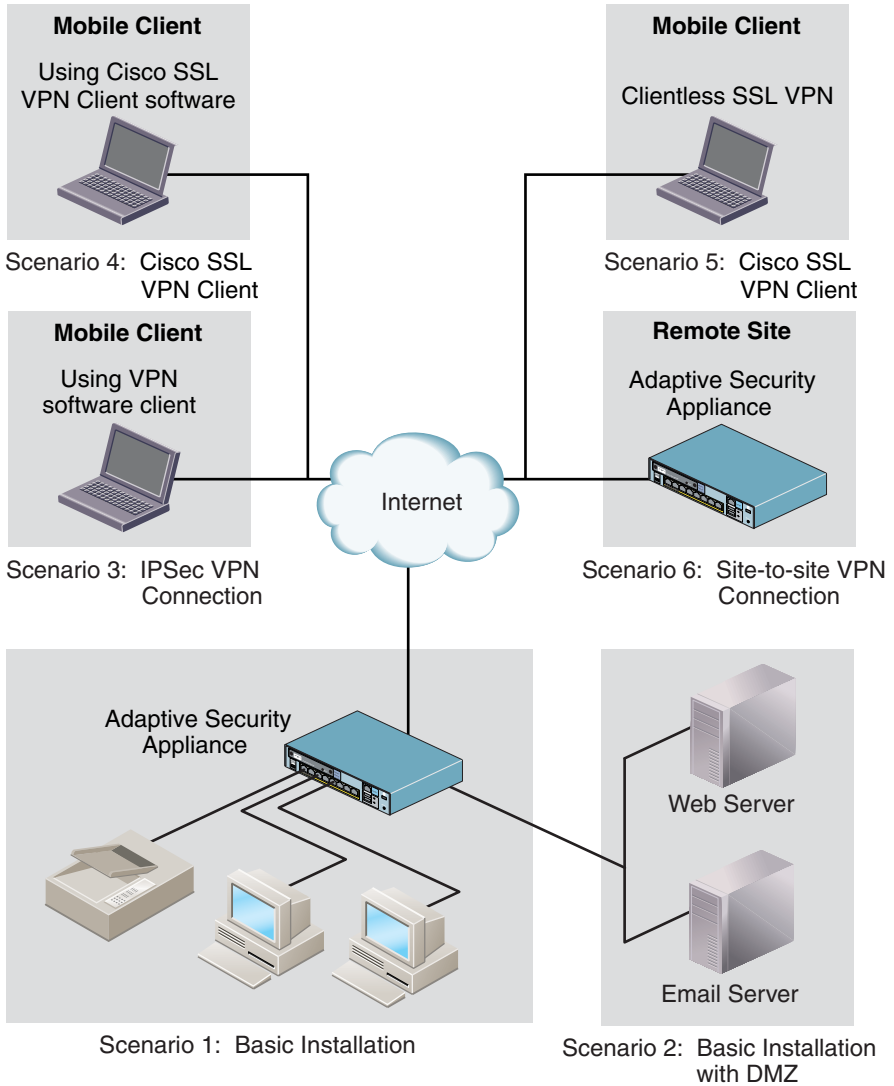 Mobile Client
Using Cisco SSL
VPN Client software
Scenario 4: Cisco SSL
VPN Client
Mobile Client
Clientless SSL VPN
Scenario 5: Cisco SSL
VPN Client
Mobile Client
Using VPN
software client
Scenario 3: IPSec VPN
Connection
Internet
Remote Site
Adaptive Security
Appliance
Scenario 6: Site-to-site VPN
Connection
Adaptive Security
Appliance
Scenario 1: Basic Installation
Web Server
Email Server
Scenario 2: Basic Installation
with DMZ